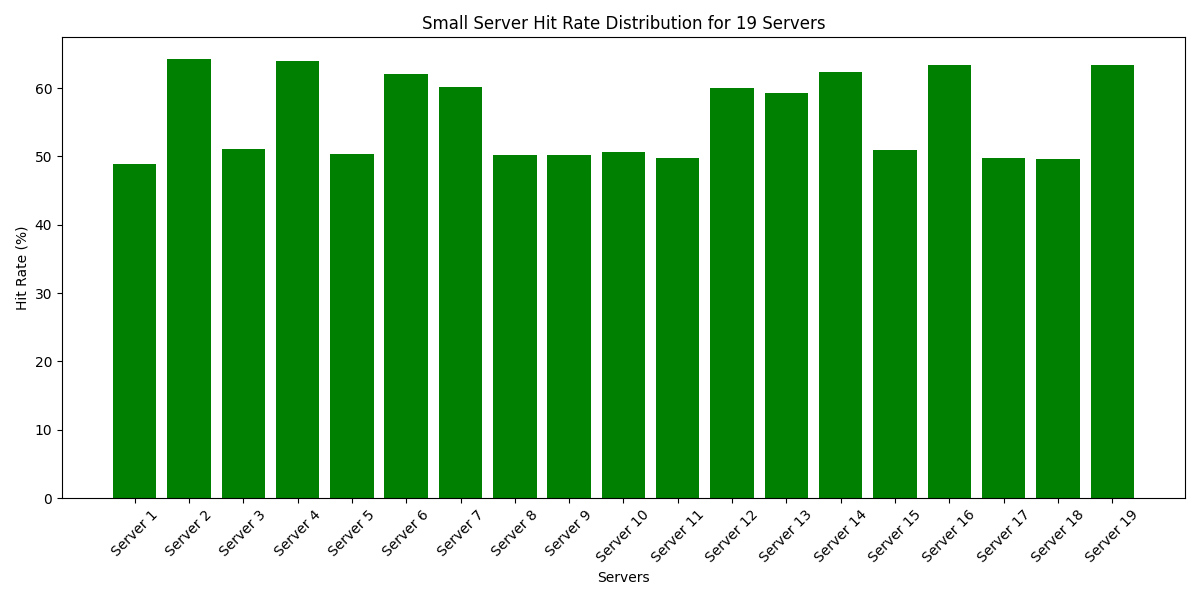 Small Server Hit Rate Distribution for 19 Servers
Hit Rate (%)
60
50
40
30
20
10
0
Server 1
Server 2
Server 3
Server 4
Server 5
Server 6
Server 7
Server 8
Server 9
Server 10
Server 11
Server 12
Server 13
Server 14
Server 15
Server 16
Server 17
Server 18
Server 19
Servers